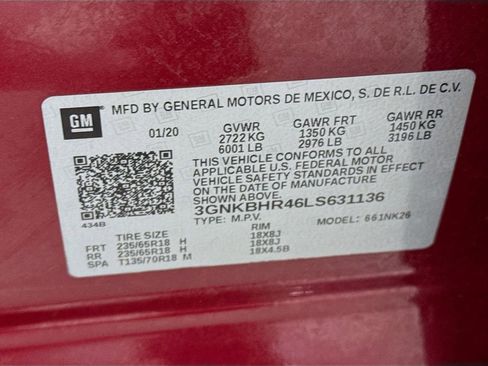 GM
MFD BY GENERAL MOTORS DE MEXICO, S. DE R.L. DE C.V.
01/20 GVWR GAWR FRT GAWR RR
2722 KG 1350 KG 1450 KG
6001 LB 2976 LB 3196 LB
THIS VEHICLE CONFORMS TO ALL
APPLICABLE U.S. FEDERAL MOTOR
VEHICLE SAFETY STANDARDS IN EFFECT
ON THE DATE OF MANUFACTURE
SHOWN ABOVE.
3GNKBHR46LS631136
434B TYPE: M.P.V. MODEL: 661NK26
TIRE SIZE RIM
FRT 235/65R18 H 18X8J
RR 235/65R18 H 18X8J
SPA T135/70R18 M 18X4.5B